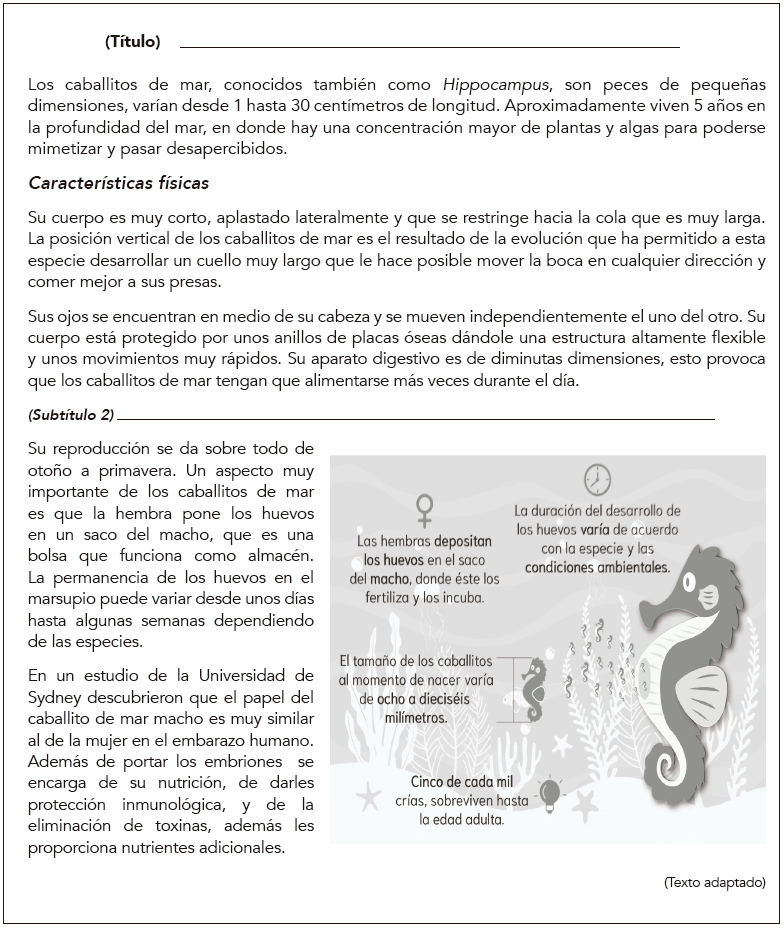 (Título)
Los caballitos de mar, conocidos también como Hippocampus, son peces de pequeñas
dimensiones, varían desde 1 hasta 30 centímetros de longitud. Aproximadamente viven 5 años en
la profundidad del mar, en donde hay una concentración mayor de plantas y algas para poderse
mimetizar y pasar desapercibidos.
Características físicas
Su cuerpo es muy corto, aplastado lateralmente y que se restringe hacia la cola que es muy larga.
La posición vertical de los caballitos de mar es el resultado de la evolución que ha permitido a esta
especie desarrollar un cuello muy largo que le hace posible mover la boca en cualquier dirección y
comer mejor a sus presas.
Sus ojos se encuentran en medio de su cabeza y se mueven independientemente el uno del otro. Su
cuerpo está protegido por unos anillos de placas óseas dándole una estructura altamente flexible
y unos movimientos muy rápidos. Su aparato digestivo es de diminutas dimensiones, esto provoca
que los caballitos de mar tengan que alimentarse más veces durante el día.
(Subtítulo 2)
Su reproducción se da sobre todo de
otoño a primavera. Un aspecto muy
importante de los caballitos de mar
es que la hembra pone los huevos
en un saco del macho, que es una
bolsa que funciona como almacén.
La permanencia de los huevos en el
marsupio puede variar desde unos días
hasta algunas semanas dependiendo
de las especies.
En un estudio de la Universidad de
Sydney descubrieron que el papel del
caballito de mar macho es muy similar
al de la mujer en el embarazo humano.
Además de portar los embriones se
encarga de su nutrición, de darles
protección inmunológica, y de la
eliminación de toxinas, además les
proporciona nutrientes adicionales.
Las hembras depositan
los huevos en el saco
del macho, donde éste los
fertiliza y los incuba.
La duración del desarrollo de
los huevos varía de acuerdo
con la especie y las
condiciones ambientales.
El tamaño de los caballitos
al momento de nacer varía
de ocho a dieciséis
milímetros.
Cinco de cada mil
crías, sobreviven hasta
la edad adulta.
(Texto adaptado)